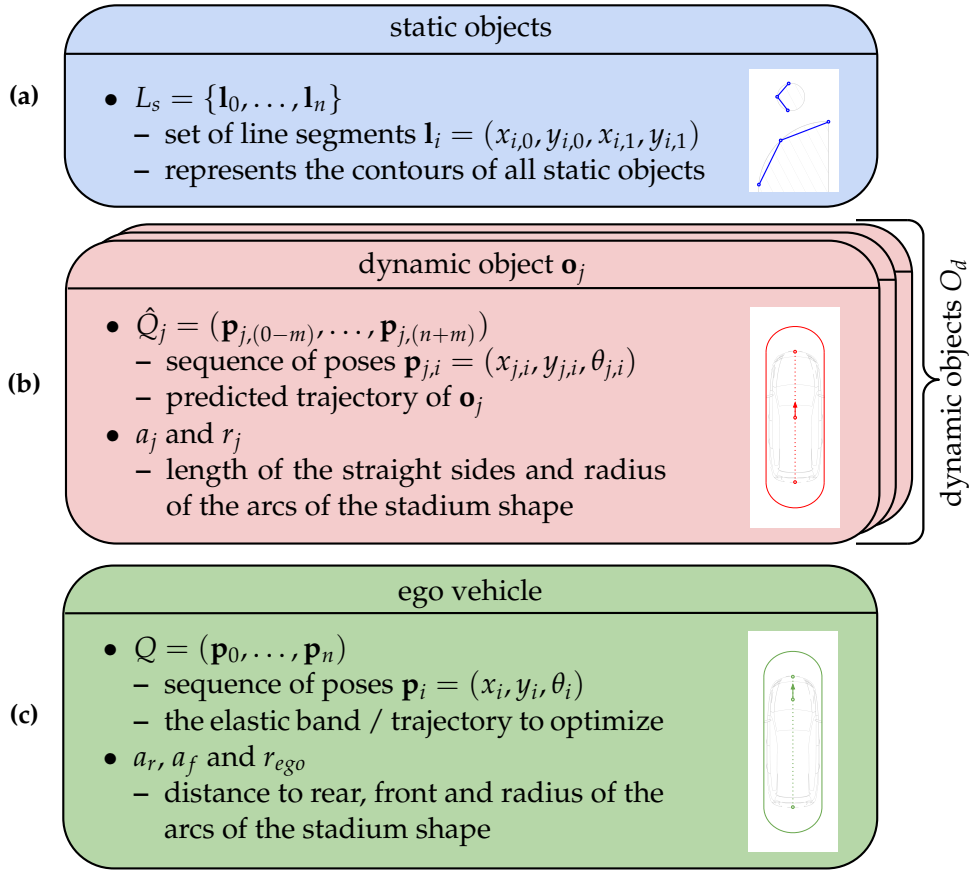 static objects
(a)
• L_s = {l_0, . . . , l_n}
– set of line segments l_i = (x_{i,0}, y_{i,0}, x_{i,1}, y_{i,1})
– represents the contours of all static objects
dynamic object o_j
(b)
• Q̂_j = (p_{j,(0−m)}, . . . , p_{j,(n+m)})
– sequence of poses p_{j,i} = (x_{j,i}, y_{j,i}, θ_{j,i})
– predicted trajectory of o_j
• a_j and r_j
– length of the straight sides and radius
of the arcs of the stadium shape
dynamic objects O_d
ego vehicle
(c)
• Q = (p_0, . . . , p_n)
– sequence of poses p_i = (x_i, y_i, θ_i)
– the elastic band / trajectory to optimize
• a_r, a_f and r_{ego}
– distance to rear, front and radius of the
arcs of the stadium shape